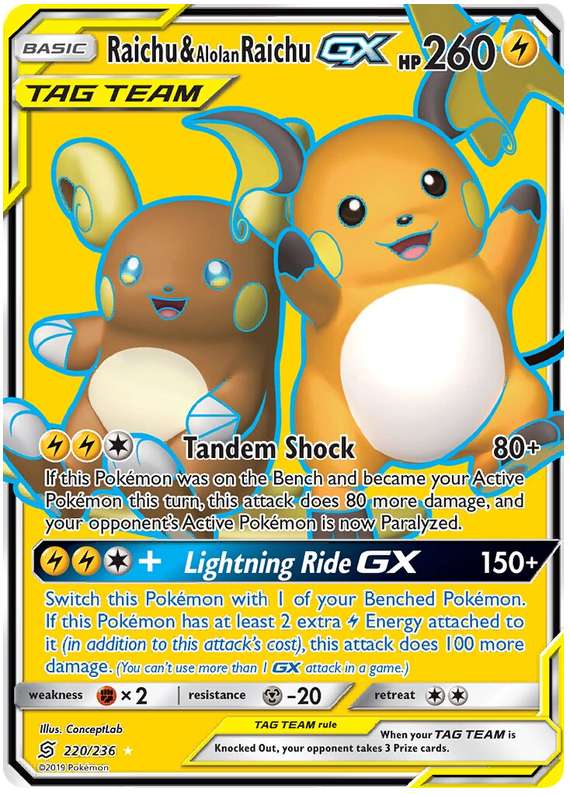 BASIC Raichu & Alolan Raichu GX HP 260
TAG TEAM
Tandem Shock 80+
If this Pokémon was on the Bench and became your Active
Pokémon this turn, this attack does 80 more damage, and
your opponent's Active Pokémon is now Paralyzed.
+ Lightning Ride GX 150+
Switch this Pokémon with 1 of your Benched Pokémon.
If this Pokémon has at least 2 extra Energy attached to
it (in addition to this attack's cost), this attack does 100 more
damage. (You can't use more than 1 GX attack in a game.)
weakness ×2 resistance -20 retreat
Illus. ConceptLab
220/236
©2019 Pokémon
TAG TEAM rule
When your TAG TEAM is
Knocked Out, your opponent takes 3 Prize cards.